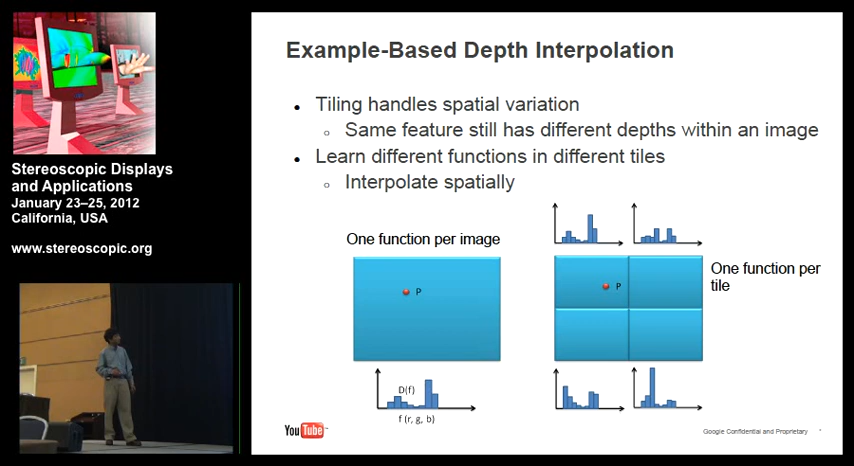 Stereoscopic Displays
and Applications
January 23–25, 2012
California, USA
www.stereoscopic.org
Example-Based Depth Interpolation
• Tiling handles spatial variation
o Same feature still has different depths within an image
• Learn different functions in different tiles
o Interpolate spatially
One function per image
P
D(f)
f (r, g, b)
P
One function per
tile
YouTube
Google Confidential and Proprietary